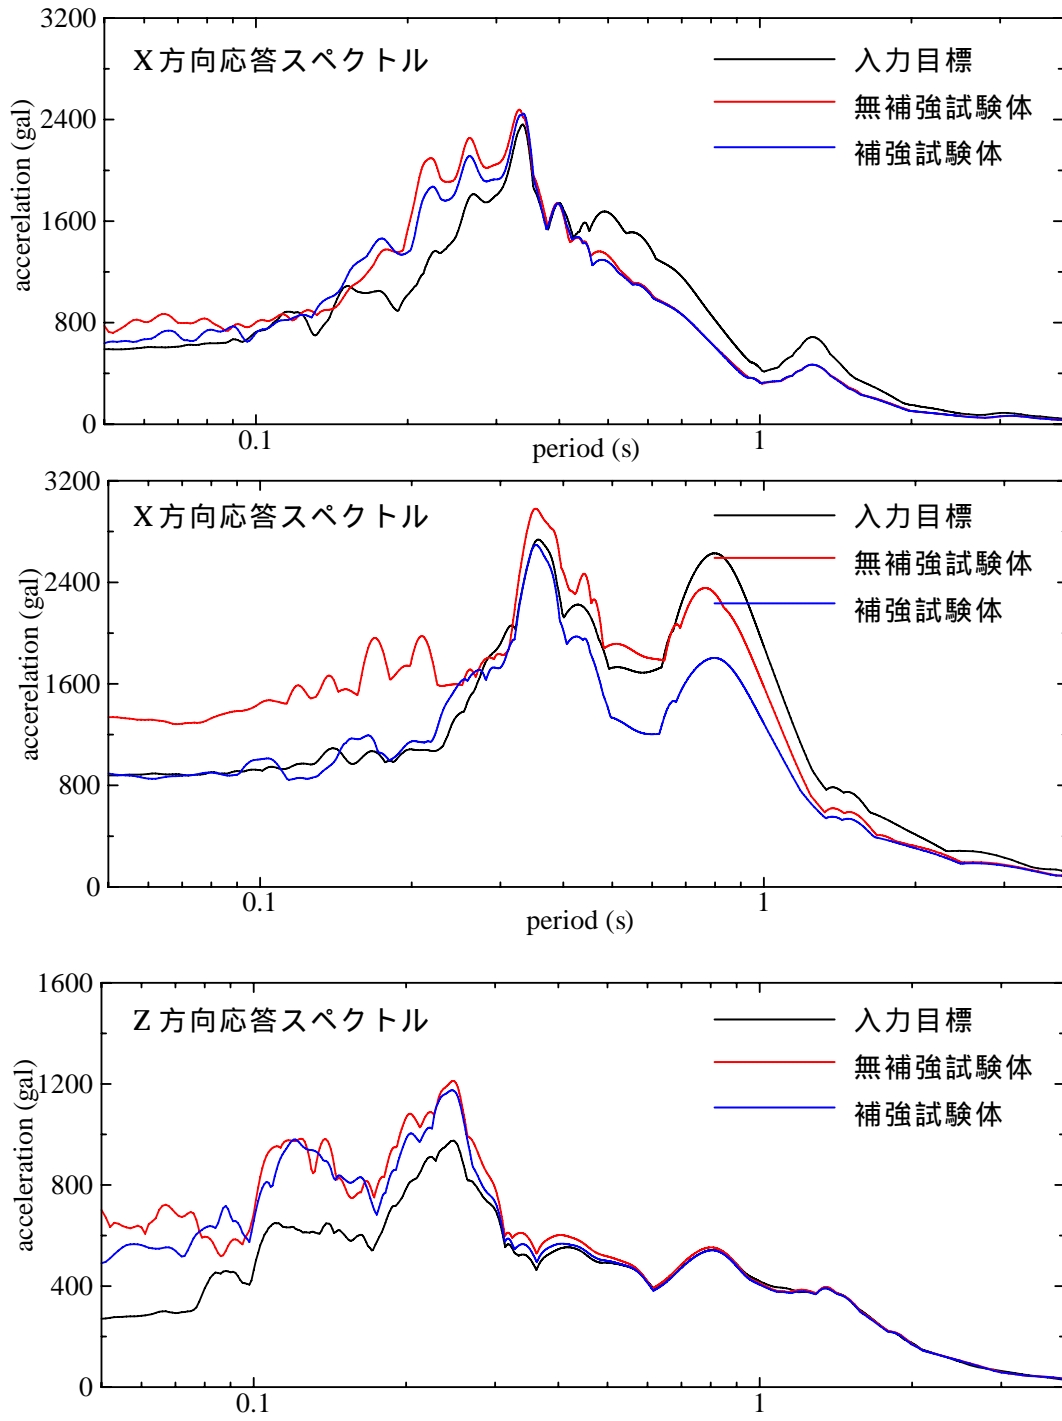 3200
2400
1600
800
0
accerelation (gal)
X 方向応答スペクトル
入力目標
無補強試験体
補強試験体
0.1
1
period (s)
3200
2400
1600
800
0
accerelation (gal)
X 方向応答スペクトル
入力目標
無補強試験体
補強試験体
0.1
1
period (s)
1600
1200
800
400
0
acceleration (gal)
Z 方向応答スペクトル
入力目標
無補強試験体
補強試験体
0.1
1